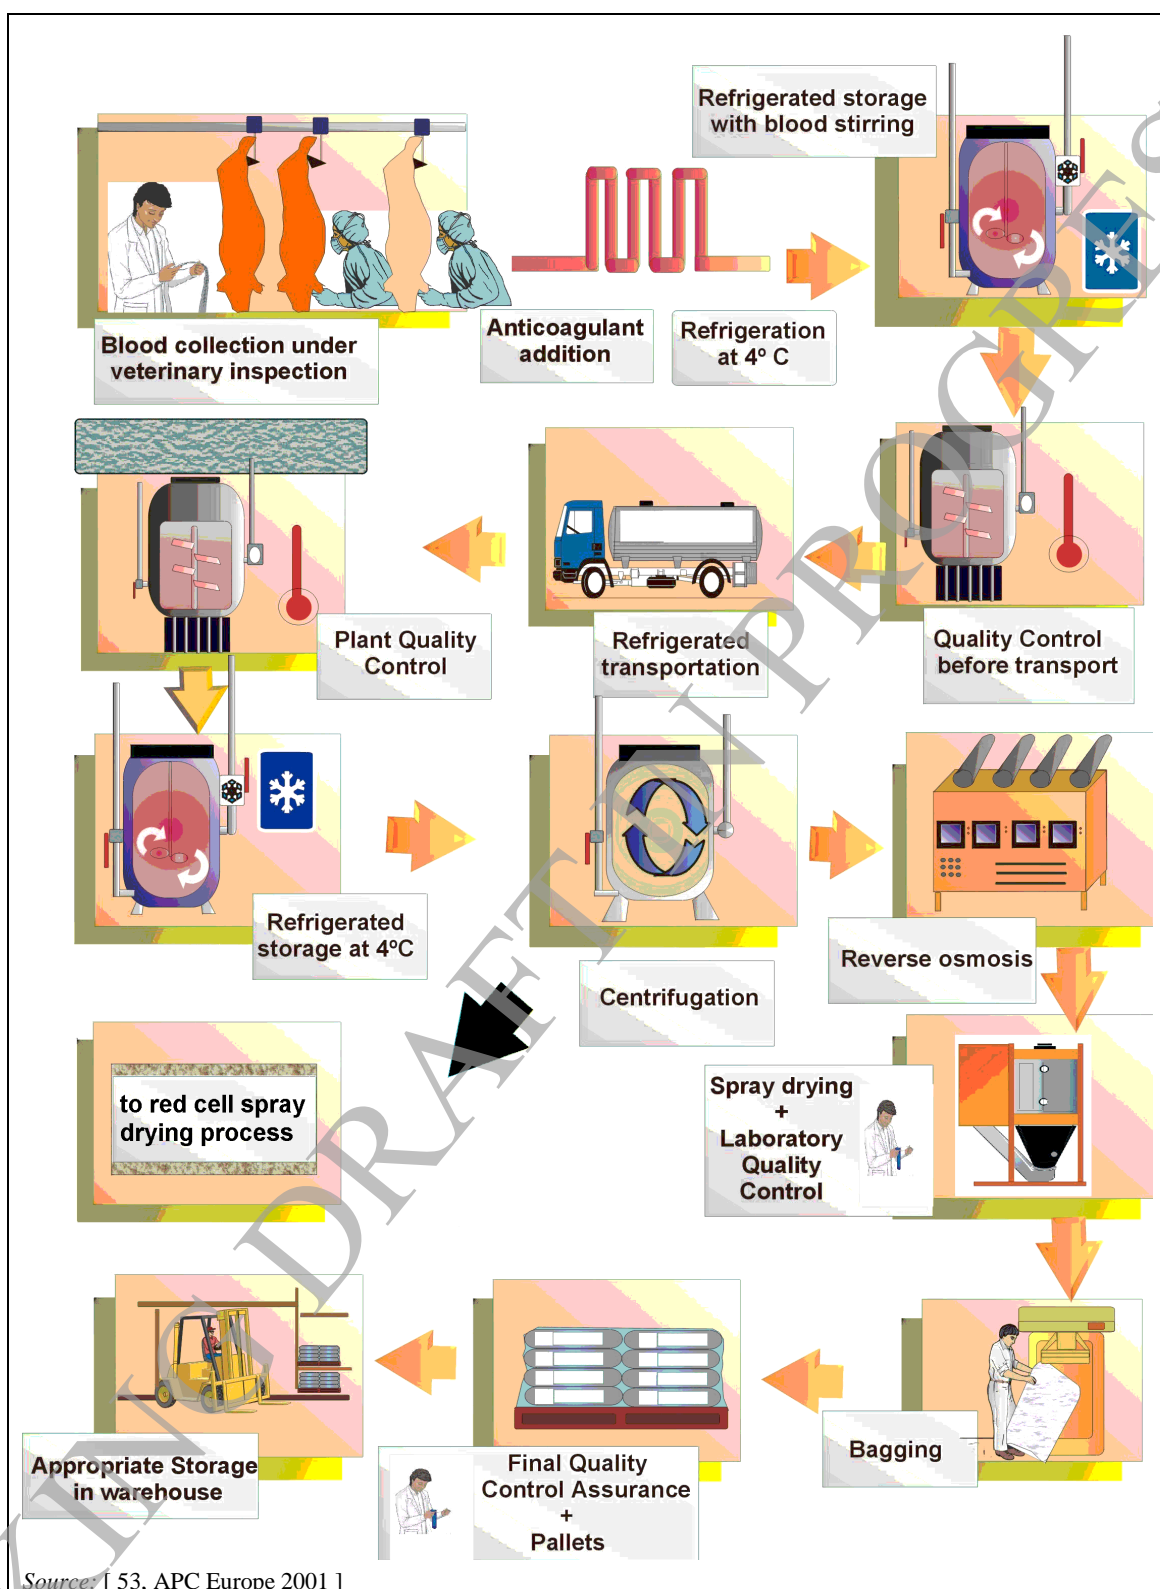 Refrigerated storage
with blood stirring
Blood collection under
veterinary inspection
Anticoagulant
addition
Refrigeration
at 4º C
Plant Quality
Control
Refrigerated
transportation
Quality Control
before transport
Refrigerated
storage at 4ºC
Centrifugation
Reverse osmosis
to red cell spray
drying process
Spray drying
+
Laboratory
Quality
Control
Appropriate Storage
in warehouse
Final Quality
Control Assurance
+
Pallets
Bagging
KING DRAFT IN PROGRES
Source: [ 53, APC Europe 2001 ]